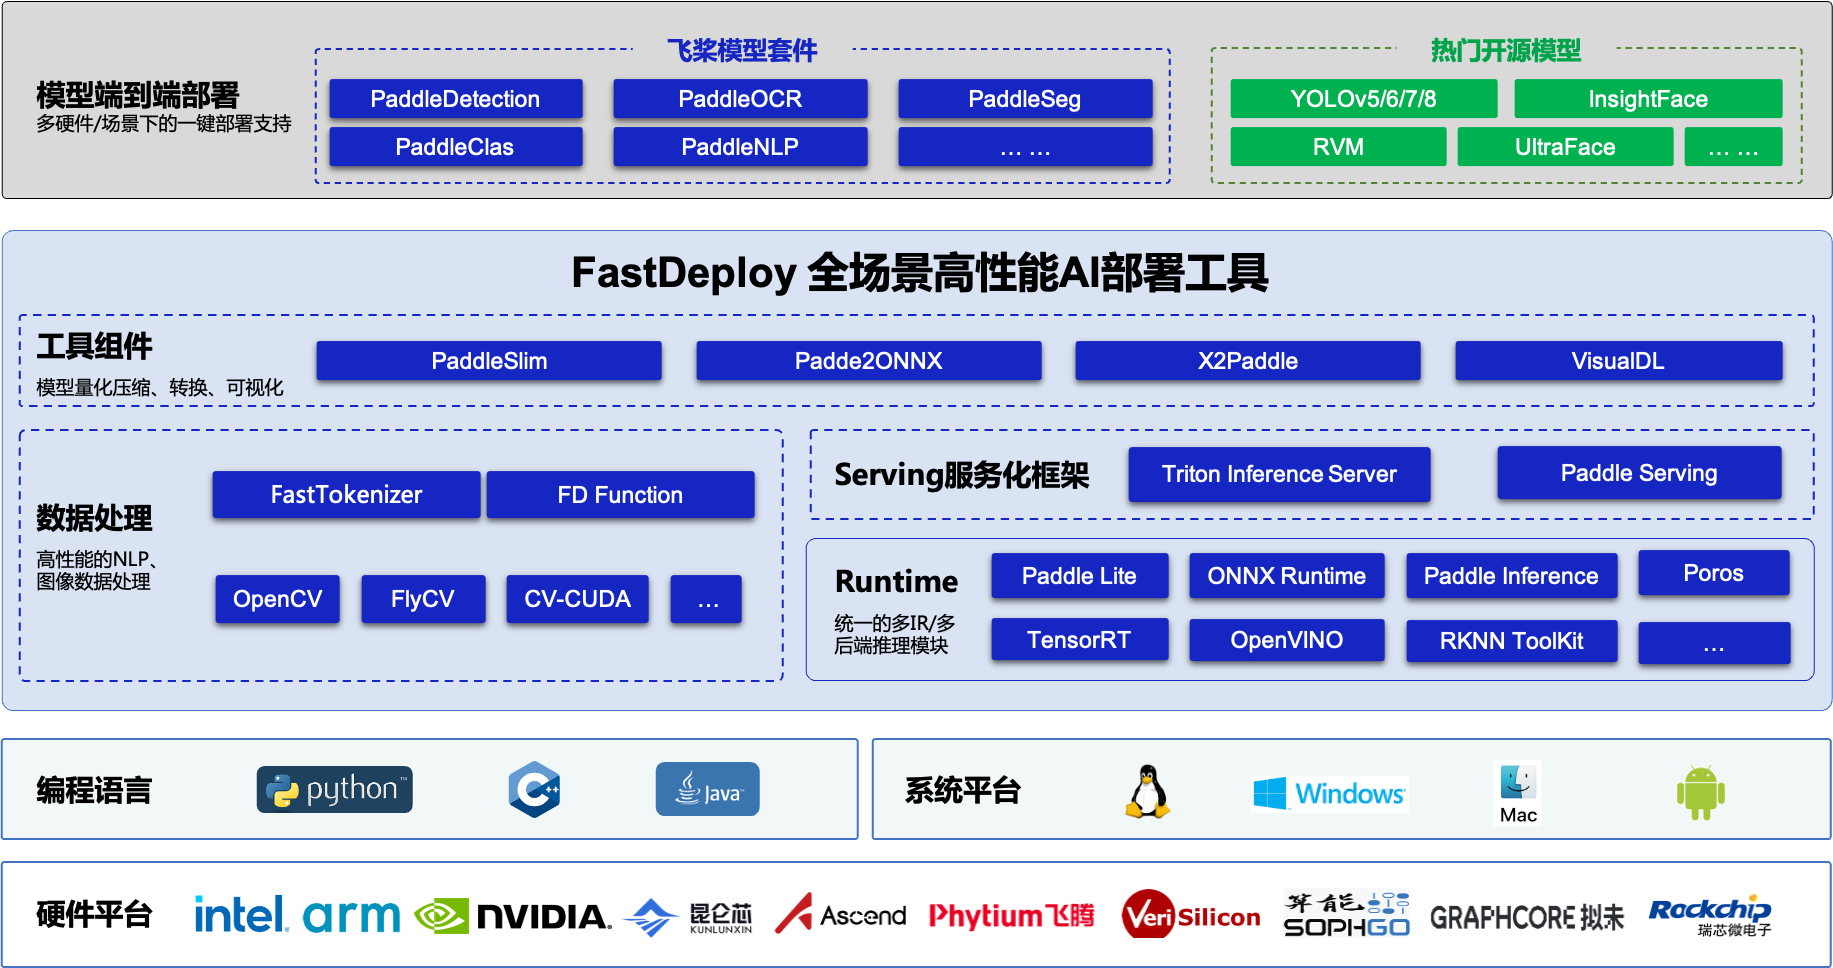 飞桨模型套件
热门开源模型
模型端到端部署
多硬件/场景下的一键部署支持
PaddleDetection
PaddleOCR
PaddleSeg
PaddleClas
PaddleNLP
... ...
YOLOv5/6/7/8
InsightFace
RVM
UltraFace
... ...
FastDeploy 全场景高性能AI部署工具
工具组件
模型量化压缩、转换、可视化
PaddleSlim
Padde2ONNX
X2Paddle
VisualDL
数据处理
高性能的NLP、
图像数据处理
FastTokenizer
FD Function
OpenCV
FlyCV
CV-CUDA
...
Serving服务化框架
Triton Inference Server
Paddle Serving
Runtime
统一的多IR/多
后端推理模块
Paddle Lite
ONNX Runtime
Paddle Inference
Poros
TensorRT
OpenVINO
RKNN ToolKit
...
编程语言
python™
C++
Java™
系统平台
Windows
Mac
硬件平台
intel.
arm
NVIDIA.
昆仑芯
KUNLUNXIN
Ascend
Phytium飞腾
VeriSilicon
算能
SOPHGO
GRAPHCORE 拟未
Rockchip
瑞芯微电子